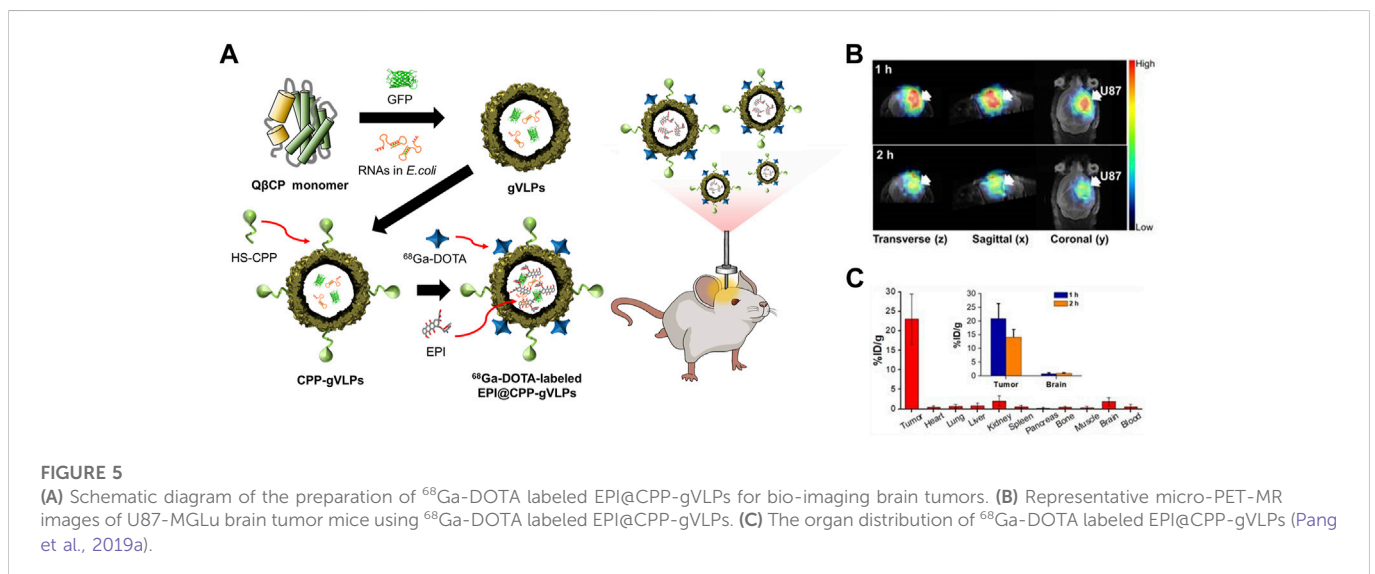 A
GFP
RNAs in E.coli
QβCP monomer
gVLPs
HS-CPP
⁶⁸Ga-DOTA
EPI
CPP-gVLPs
⁶⁸Ga-DOTA-labeled
EPI@CPP-gVLPs
B
1 h
U87
2 h
U87
High
Low
Transverse (z) Sagittal (x) Coronal (y)
C
%ID/g
30
25
20
15
10
5
0
Tumor Heart Lung Liver Kidney Spleen Pancreas Bone Muscle Brain Blood
%ID/g
30
25
20
15
10
5
0
1 h
2 h
Tumor Brain
FIGURE 5
(A) Schematic diagram of the preparation of ⁶⁸Ga-DOTA labeled EPI@CPP-gVLPs for bio-imaging brain tumors. (B) Representative micro-PET-MR
images of U87-MGLu brain tumor mice using ⁶⁸Ga-DOTA labeled EPI@CPP-gVLPs. (C) The organ distribution of ⁶⁸Ga-DOTA labeled EPI@CPP-gVLPs (Pang
et al., 2019a).